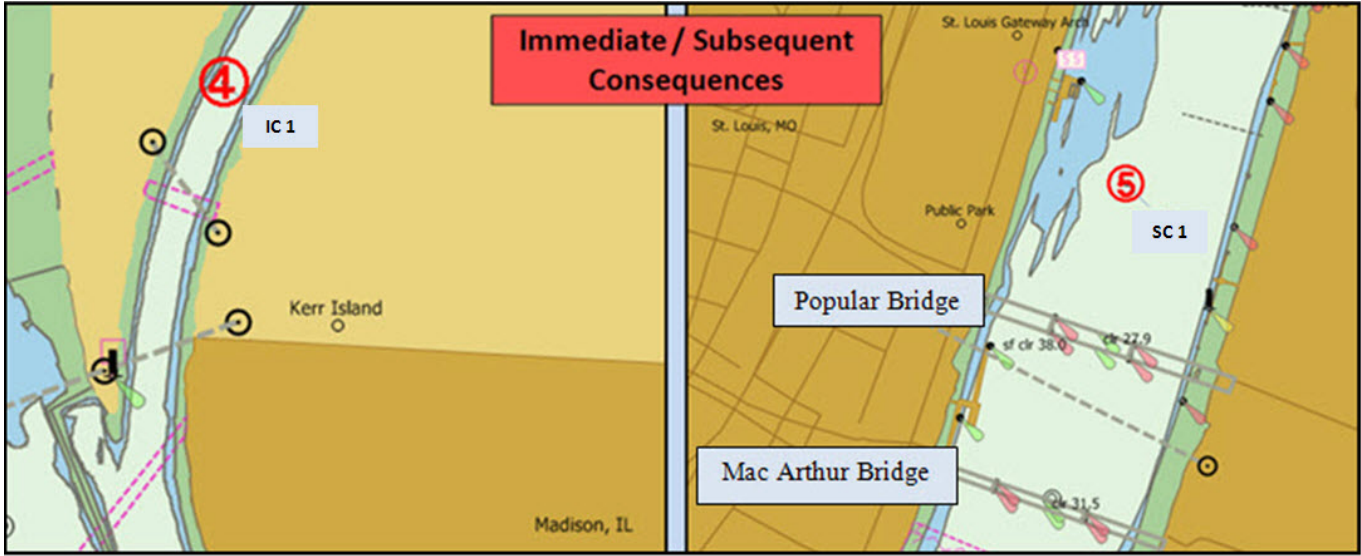 Immediate / Subsequent
Consequences
④
IC 1
Kerr Island
Madison, IL
St. Louis Gateway Arch
St. Louis, MO
⑤
Public Park
SC 1
Popular Bridge
sf clr 38.0
clr 27.9
Mac Arthur Bridge
clr 31.5